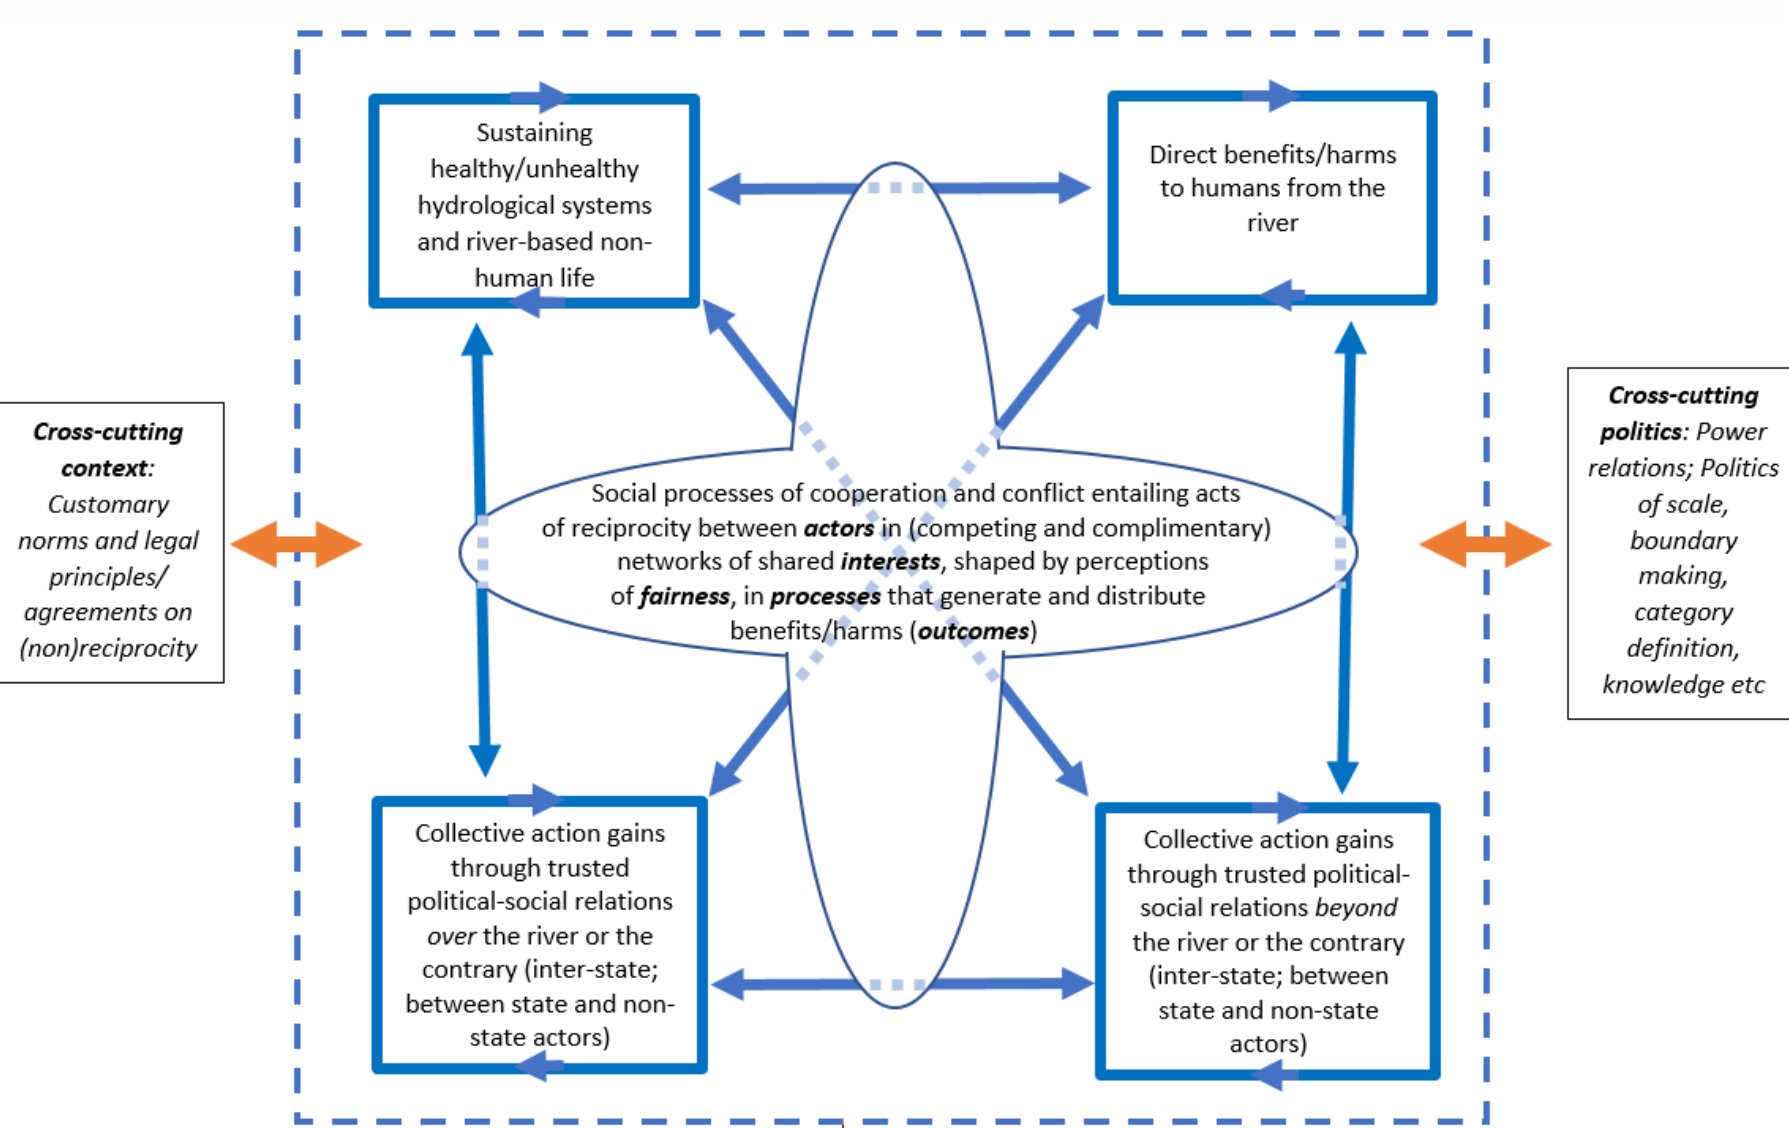 Sustaining
healthy/unhealthy
hydrological systems
and river-based non-
human life
Direct benefits/harms
to humans from the
river
Cross-cutting
context:
Customary
norms and legal
principles/
agreements on
(non)reciprocity
Social processes of cooperation and conflict entailing acts
of reciprocity between actors in (competing and complimentary)
networks of shared interests, shaped by perceptions
of fairness, in processes that generate and distribute
benefits/harms (outcomes)
Cross-cutting
politics: Power
relations; Politics
of scale,
boundary
making,
category
definition,
knowledge etc
Collective action gains
through trusted
political-social relations
over the river or the
contrary (inter-state;
between state and non-
state actors)
Collective action gains
through trusted political-
social relations beyond
the river or the contrary
(inter-state; between
state and non-state
actors)